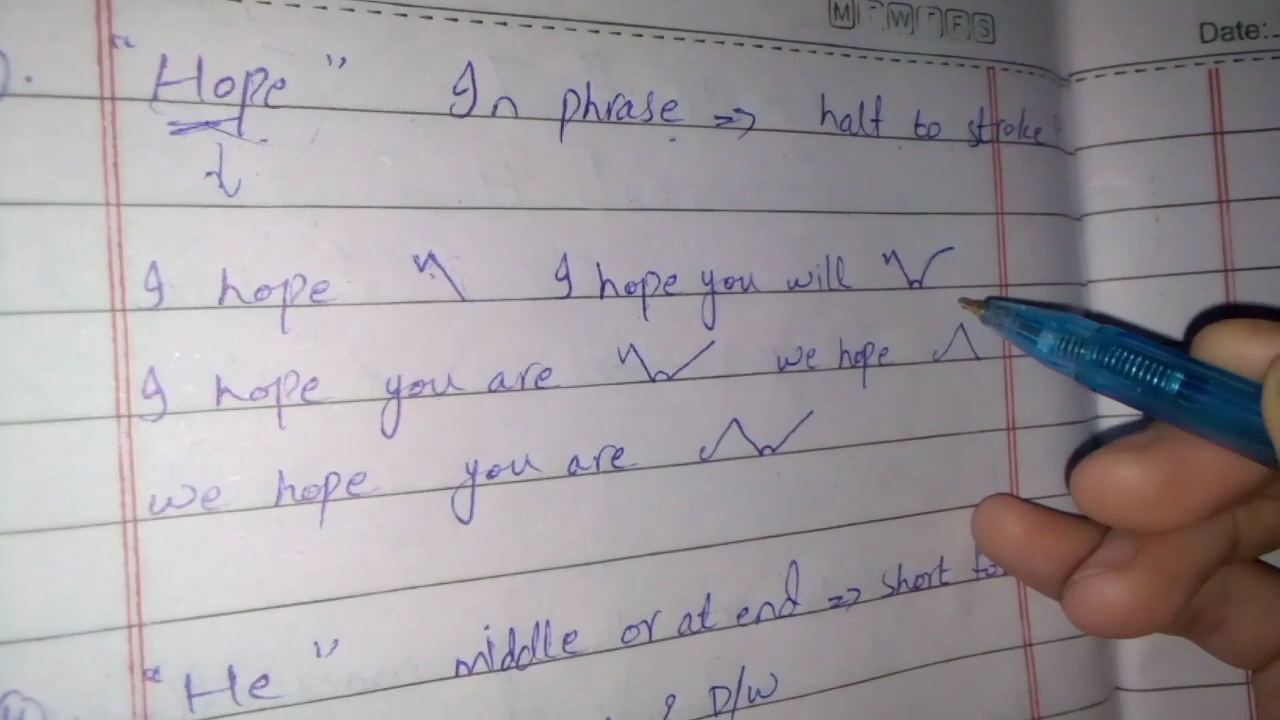 M W F S Date:
"Hope" In phrase => half to stroke
I hope I hope you will
I hope you are we hope
we hope you are
"He" middle or at end => short
D/W